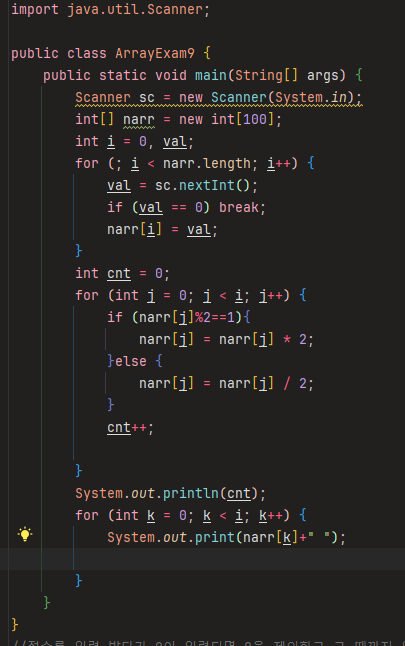 import java.util.Scanner;
public class ArrayExam9 {
public static void main(String[] args) {
Scanner sc = new Scanner(System.in);
int[] narr = new int[100];
int i = 0, val;
for (; i < narr.length; i++) {
val = sc.nextInt();
if (val == 0) break;
narr[i] = val;
}
int cnt = 0;
for (int j = 0; j < i; j++) {
if (narr[j]%2==1){
narr[j] = narr[j] * 2;
}else {
narr[j] = narr[j] / 2;
}
cnt++;
}
System.out.println(cnt);
for (int k = 0; k < i; k++) {
System.out.print(narr[k]+" ");
}
}
}